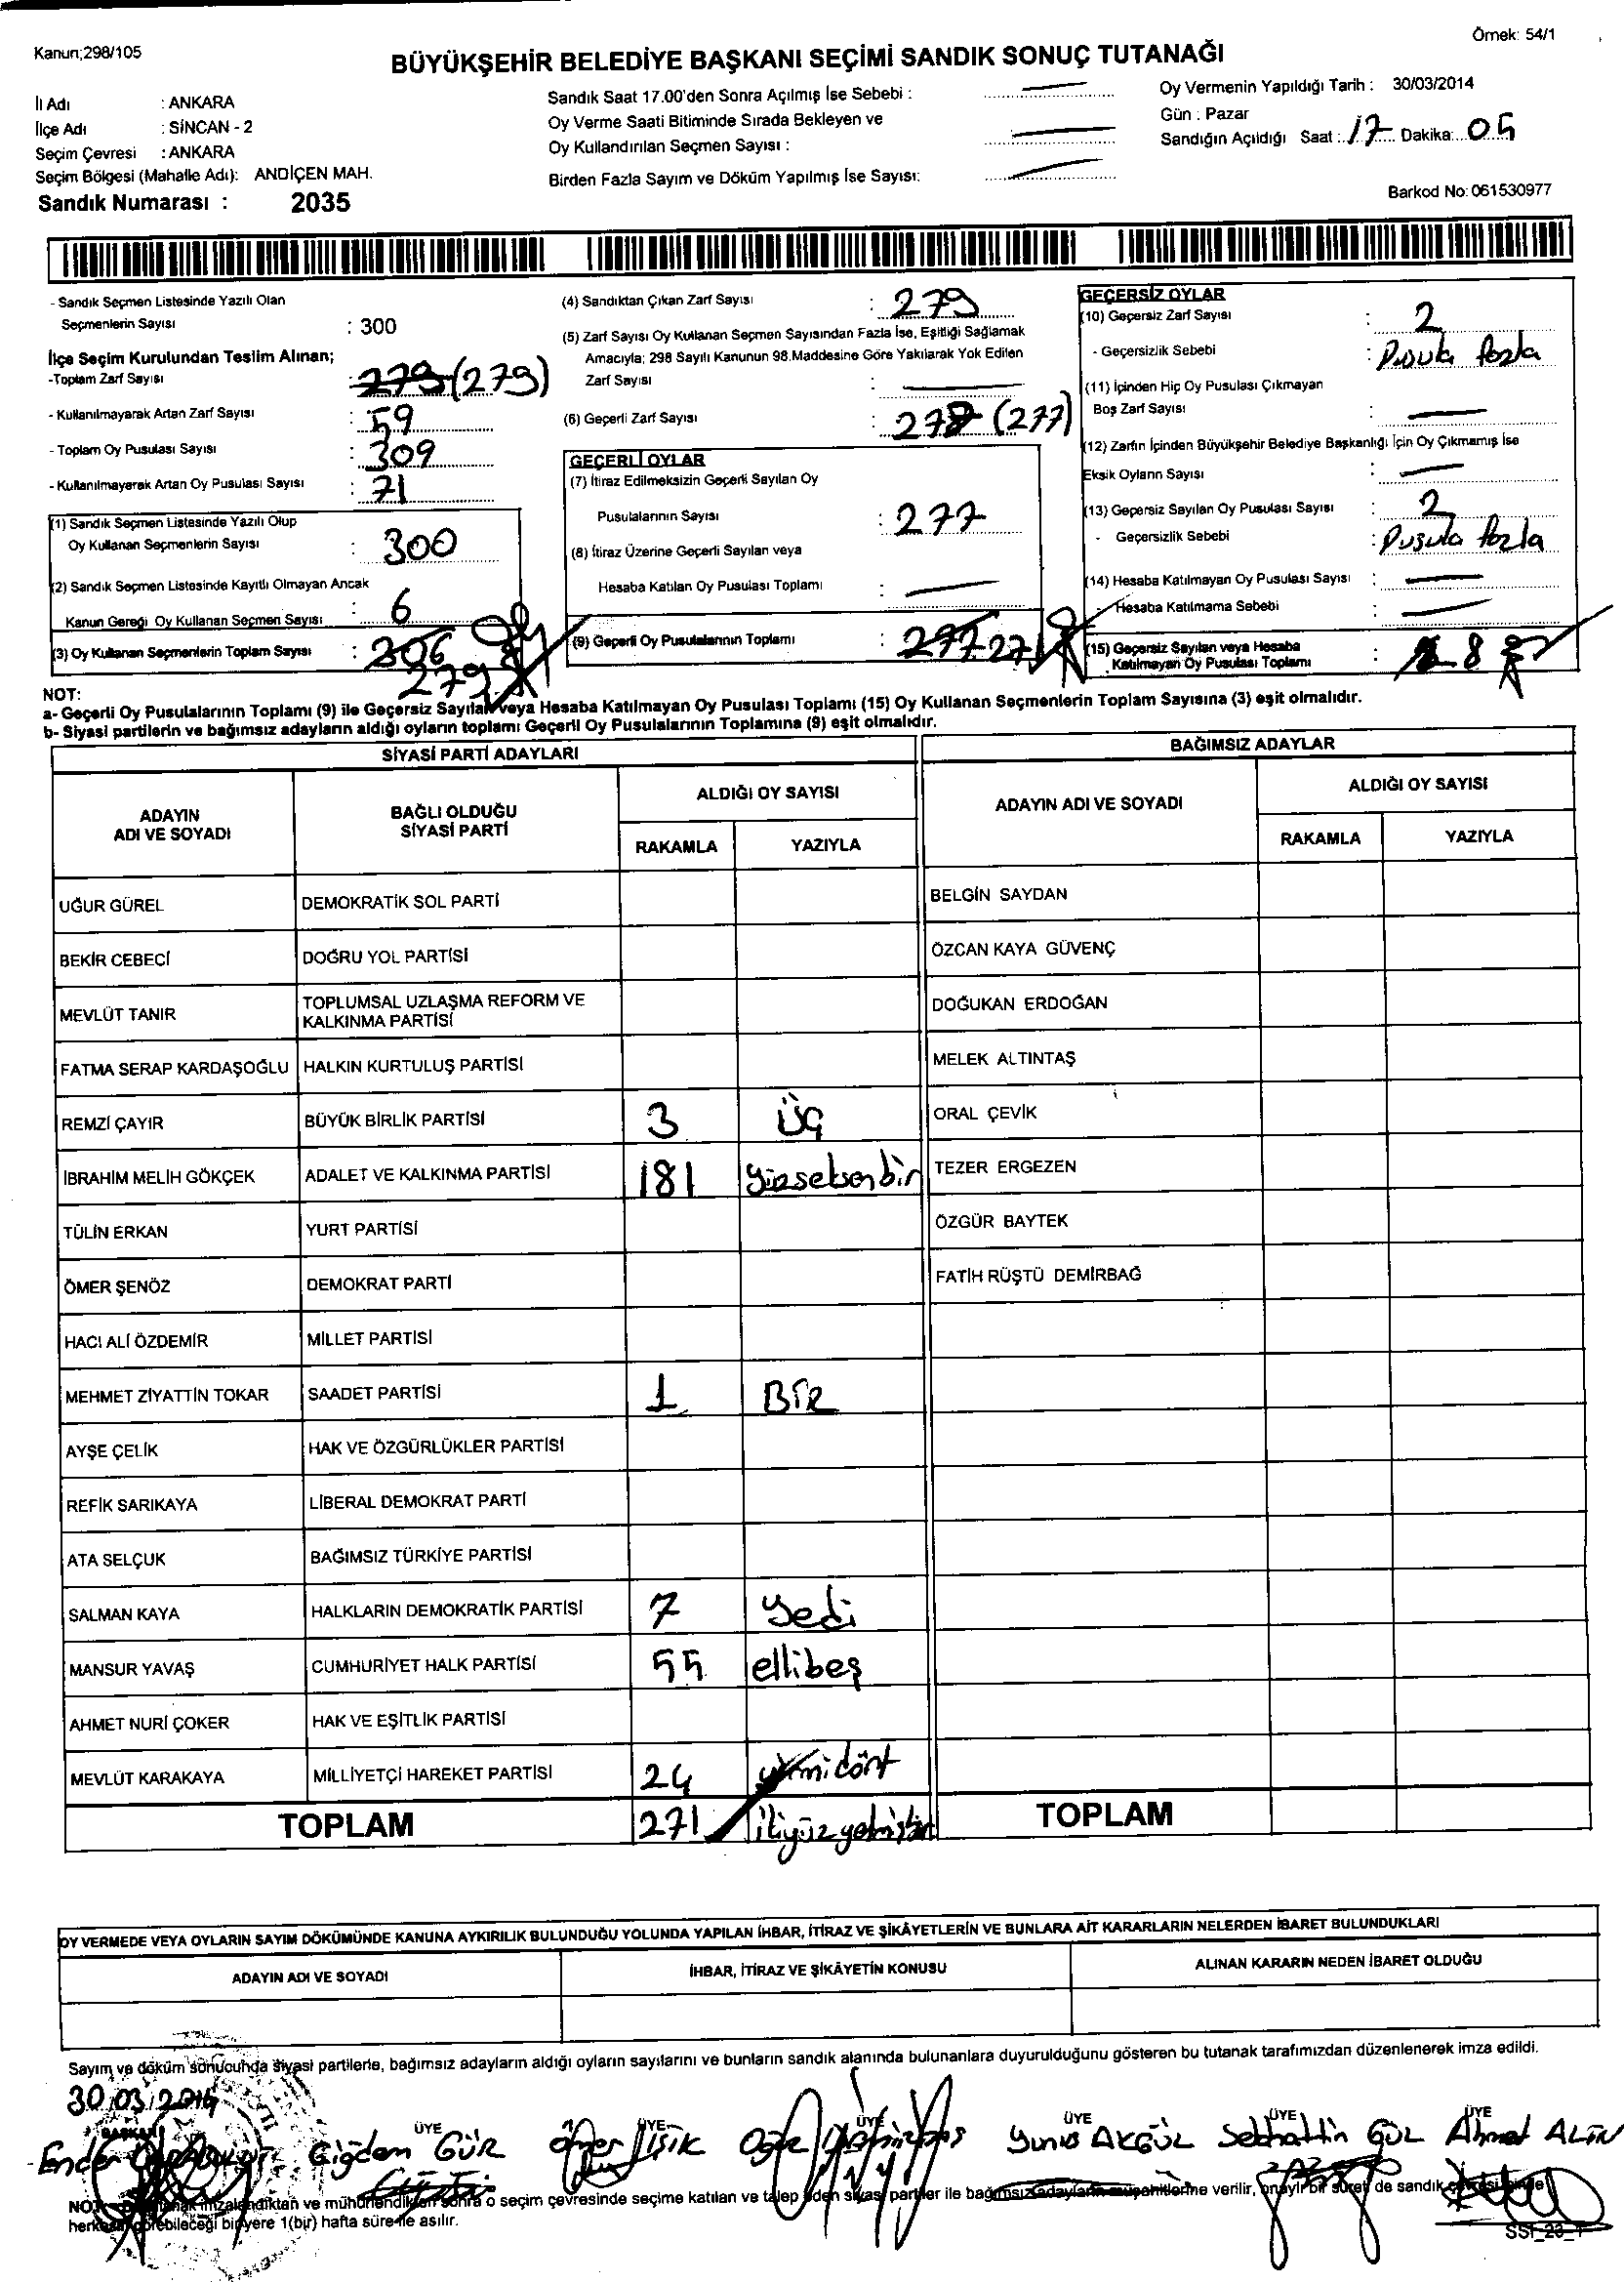 Kanun;298/105
Örnek: 54/1
BÜYÜKŞEHİR BELEDİYE BAŞKANI SEÇİMİ SANDIK SONUÇ TUTANAĞI
İl Adı : ANKARA
İlçe Adı : SİNCAN - 2
Seçim Çevresi : ANKARA
Seçim Bölgesi (Mahalle Adı): ANDİÇEN MAH.
Sandık Numarası : 2035
Sandık Saat 17.00'den Sonra Açılmış İse Sebebi :
Oy Verme Saati Bitiminde Sırada Bekleyen ve
Oy Kullandırılan Seçmen Sayısı :
Birden Fazla Sayım ve Döküm Yapılmış İse Sayısı:
Oy Vermenin Yapıldığı Tarih : 30/03/2014
Gün : Pazar
Sandığın Açıldığı Saat : 17 Dakika: 05
Barkod No: 061530977
- Sandık Seçmen Listesinde Yazılı Olan
Seçmenlerin Sayısı : 300
İlçe Seçim Kurulundan Teslim Alınan;
-Toplam Zarf Sayısı : 279 (279)
- Kullanılmayarak Artan Zarf Sayısı : 59
- Toplam Oy Pusulası Sayısı : 309
- Kullanılmayarak Artan Oy Pusulası Sayısı : 71
(1) Sandık Seçmen Listesinde Yazılı Olup
Oy Kullanan Seçmenlerin Sayısı : 300
(2) Sandık Seçmen Listesinde Kayıtlı Olmayan Ancak
Kanun Gereği Oy Kullanan Seçmen Sayısı : 6
(3) Oy Kullanan Seçmenlerin Toplam Sayısı : 306
279
(4) Sandıktan Çıkan Zarf Sayısı : 279
(5) Zarf Sayısı Oy Kullanan Seçmen Sayısından Fazla İse, Eşitliği Sağlamak
Amacıyla; 298 Sayılı Kanunun 98.Maddesine Göre Yakılarak Yok Edilen
Zarf Sayısı :
(6) Geçerli Zarf Sayısı : 278 (277)
GEÇERLİ OYLAR
(7) İtiraz Edilmeksizin Geçerli Sayılan Oy
Pusulalarının Sayısı : 277
(8) İtiraz Üzerine Geçerli Sayılan veya
Hesaba Katılan Oy Pusulası Toplamı :
(9) Geçerli Oy Pusulalarının Toplamı : 277 271
GEÇERSİZ OYLAR
(10) Geçersiz Zarf Sayısı : 2
- Geçersizlik Sebebi : Pusula fazla
(11) İçinden Hiç Oy Pusulası Çıkmayan
Boş Zarf Sayısı :
(12) Zarfın İçinden Büyükşehir Belediye Başkanlığı İçin Oy Çıkmamış İse
Eksik Oyların Sayısı :
(13) Geçersiz Sayılan Oy Pusulası Sayısı : 2
- Geçersizlik Sebebi : Pusula fazla
(14) Hesaba Katılmayan Oy Pusulası Sayısı :
- Hesaba Katılmama Sebebi :
(15) Geçersiz Sayılan veya Hesaba
Katılmayan Oy Pusulası Toplamı : 8
NOT:
a- Geçerli Oy Pusulalarının Toplamı (9) ile Geçersiz Sayılan veya Hesaba Katılmayan Oy Pusulası Toplamı (15) Oy Kullanan Seçmenlerin Toplam Sayısına (3) eşit olmalıdır.
b- Siyasi partilerin ve bağımsız adayların aldığı oyların toplamı Geçerli Oy Pusulalarının Toplamına (9) eşit olmalıdır.
SİYASİ PARTİ ADAYLARI
ADAYIN ADI VE SOYADI
BAĞLI OLDUĞU SİYASİ PARTİ
ALDIĞI OY SAYISI
RAKAMLA YAZIYLA
UĞUR GÜREL DEMOKRATİK SOL PARTİ
BEKİR CEBECİ DOĞRU YOL PARTİSİ
MEVLÜT TANIR TOPLUMSAL UZLAŞMA REFORM VE
KALKINMA PARTİSİ
FATMA SERAP KARDAŞOĞLU HALKIN KURTULUŞ PARTİSİ
REMZİ ÇAYIR BÜYÜK BİRLİK PARTİSİ 3 üç
İBRAHİM MELİH GÖKÇEK ADALET VE KALKINMA PARTİSİ 181 yüzseksenbir
TÜLİN ERKAN YURT PARTİSİ
ÖMER ŞENÖZ DEMOKRAT PARTİ
HACI ALİ ÖZDEMİR MİLLET PARTİSİ
MEHMET ZİYATTİN TOKAR SAADET PARTİSİ 1 BİR
AYŞE ÇELİK HAK VE ÖZGÜRLÜKLER PARTİSİ
REFİK SARIKAYA LİBERAL DEMOKRAT PARTİ
ATA SELÇUK BAĞIMSIZ TÜRKİYE PARTİSİ
SALMAN KAYA HALKLARIN DEMOKRATİK PARTİSİ 7 yedi
MANSUR YAVAŞ CUMHURİYET HALK PARTİSİ 55 ellibeş
AHMET NURİ ÇOKER HAK VE EŞİTLİK PARTİSİ
MEVLÜT KARAKAYA MİLLİYETÇİ HAREKET PARTİSİ 24 yirmidört
TOPLAM 271 ikiyüzyetmişbir
BAĞIMSIZ ADAYLAR
ADAYIN ADI VE SOYADI
ALDIĞI OY SAYISI
RAKAMLA YAZIYLA
BELGİN SAYDAN
ÖZCAN KAYA GÜVENÇ
DOĞUKAN ERDOĞAN
MELEK ALTINTAŞ
ORAL ÇEVİK
TEZER ERGEZEN
ÖZGÜR BAYTEK
FATİH RÜŞTÜ DEMİRBAĞ
TOPLAM
OY VERMEDE VEYA OYLARIN SAYIM DÖKÜMÜNDE KANUNA AYKIRILIK BULUNDUĞU YOLUNDA YAPILAN İHBAR, İTİRAZ VE ŞİKÂYETLERİN VE BUNLARA AİT KARARLARIN NELERDEN İBARET BULUNDUKLARI
ADAYIN ADI VE SOYADI İHBAR, İTİRAZ VE ŞİKÂYETİN KONUSU ALINAN KARARIN NEDEN İBARET OLDUĞU
Sayım ve döküm sonucunda siyasi partilerle, bağımsız adayların aldığı oyların sayılarını ve bunların sandık alanında bulunanlara duyurulduğunu gösteren bu tutanak tarafımızdan düzenlenerek imza edildi.
30/03/2014
BAŞKAN ÜYE ÜYE ÜYE ÜYE ÜYE ÜYE
Ender Çiğdem GÜR Ömer IŞIK Yunus AKGÜL Sebahattin GÜL Ahmet
NOT: imzalandıktan ve mühürlendikten sonra o seçim çevresinde seçime katılan ve talep eden siyasi partiler ile bağımsız adayların müşahitlerine verilir, onaylı bir sureti de sandık çevresi
herkesin görebileceği bir yere 1(bir) hafta süre ile asılır.